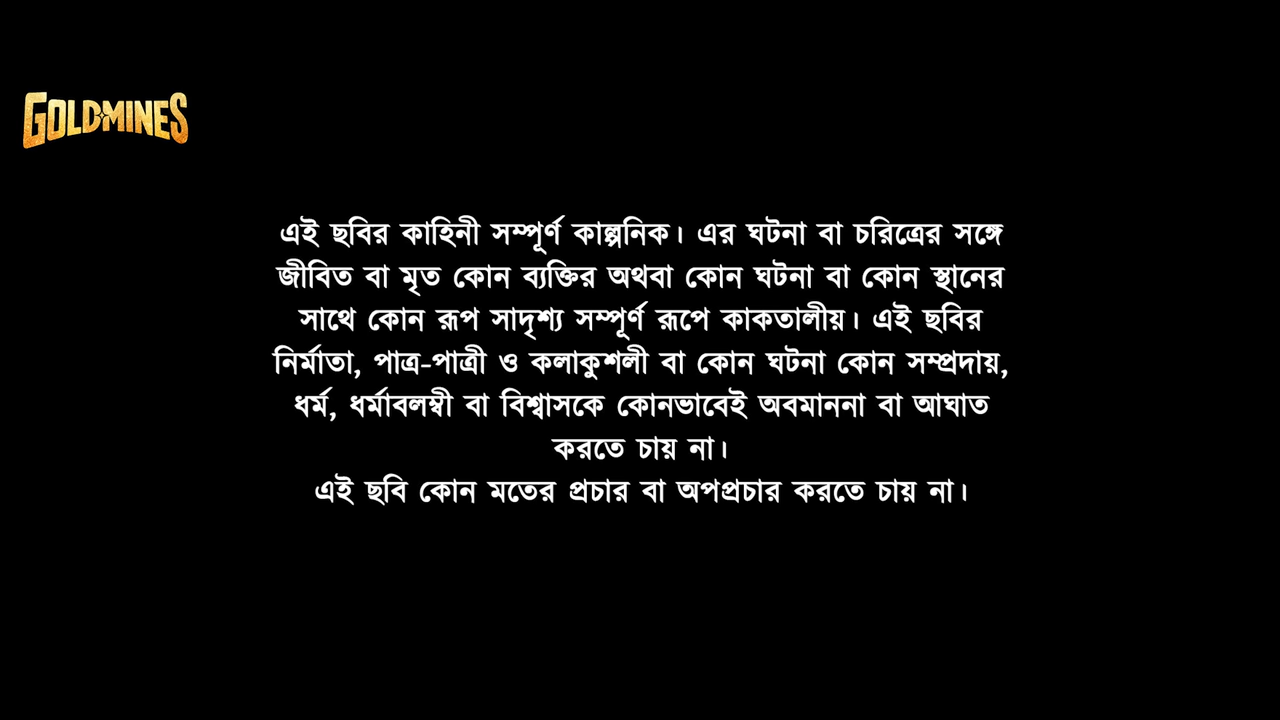 GOLDMINES
এই ছবির কাহিনী সম্পূর্ণ কাল্পনিক। এর ঘটনা বা চরিত্রের সঙ্গে
জীবিত বা মৃত কোন ব্যক্তির অথবা কোন ঘটনা বা কোন স্থানের
সাথে কোন রূপ সাদৃশ্য সম্পূর্ণ রূপে কাকতালীয়। এই ছবির
নির্মাতা, পাত্র-পাত্রী ও কলাকুশলী বা কোন ঘটনা কোন সম্প্রদায়,
ধর্ম, ধর্মাবলম্বী বা বিশ্বাসকে কোনভাবেই অবমাননা বা আঘাত
করতে চায় না।
এই ছবি কোন মতের প্রচার বা অপপ্রচার করতে চায় না।